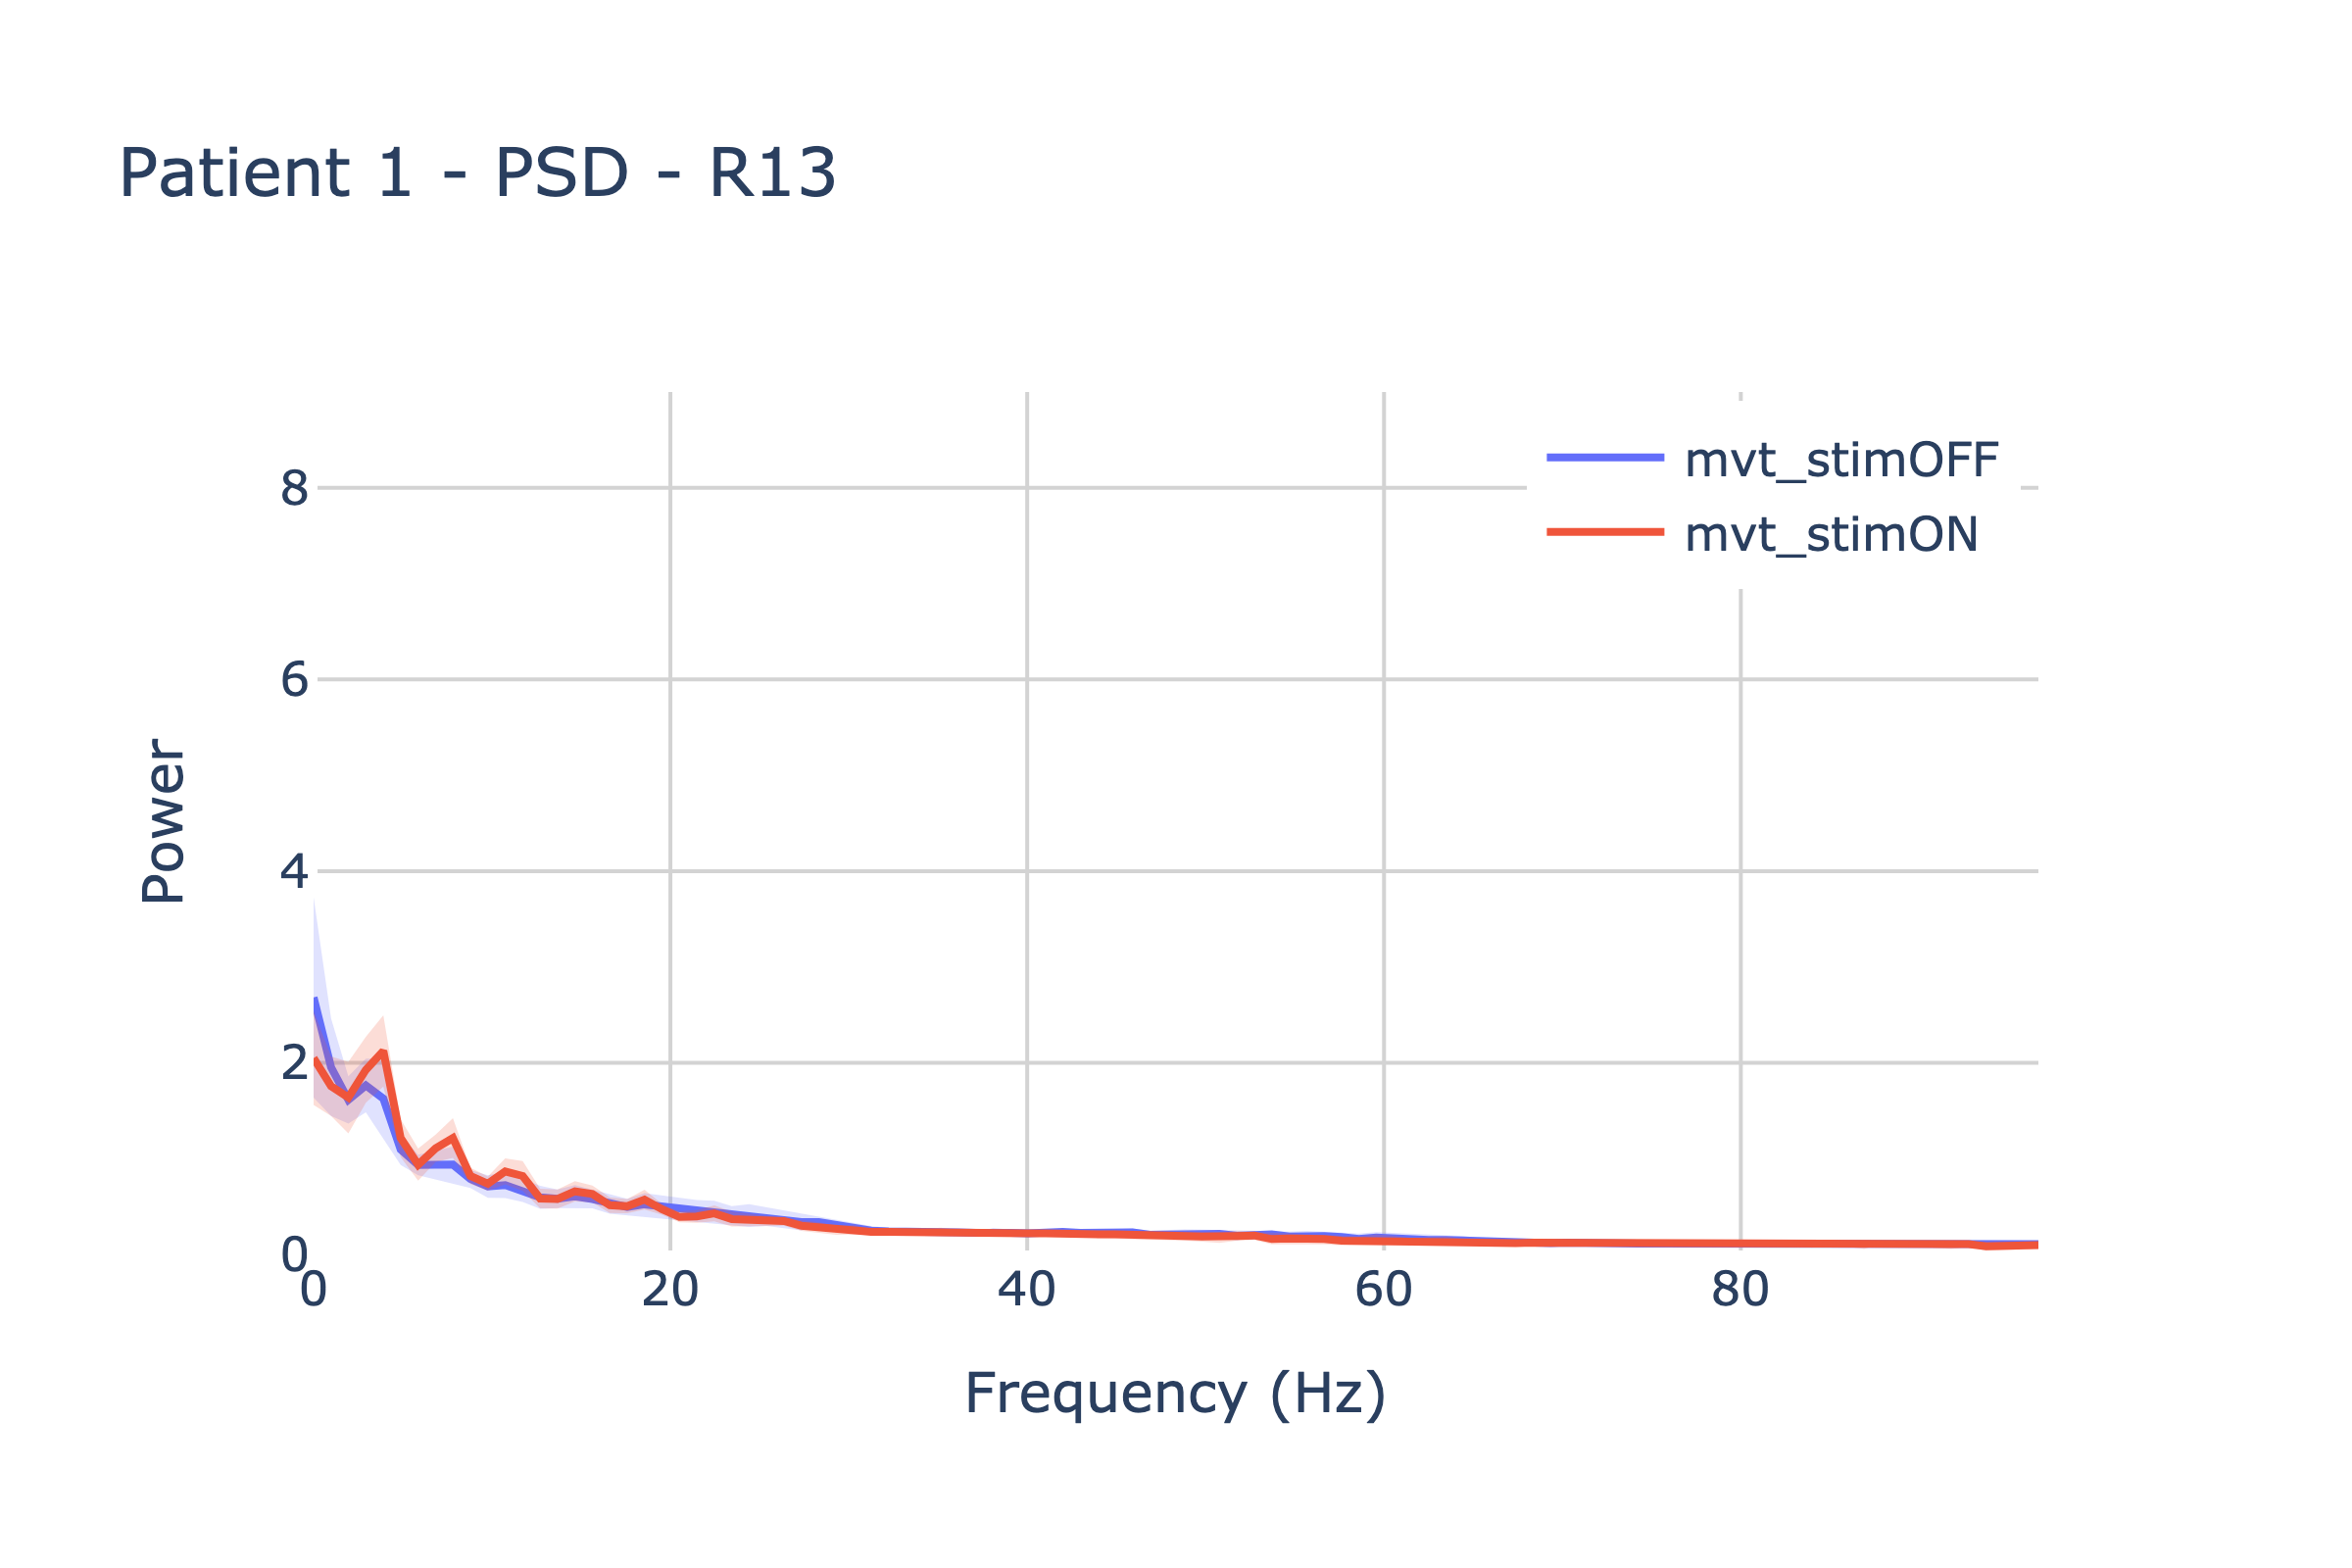 Patient 1 - PSD - R13
mvt_stimOFF
mvt_stimON
8
6
4
2
0
Power
0 20 40 60 80
Frequency (Hz)